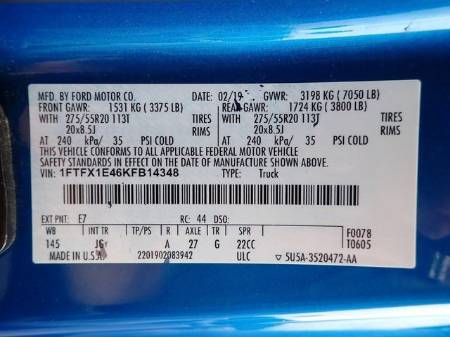 MFD. BY FORD MOTOR CO. DATE: 02/19 GVWR: 3198 KG ( 7050 LB)
FRONT GAWR: 1531 KG ( 3375 LB) REAR GAWR: 1724 KG ( 3800 LB)
WITH 275/55R20 113T TIRES WITH 275/55R20 113T TIRES
20x8.5J RIMS 20x8.5J RIMS
AT 240 kPa/ 35 PSI COLD AT 240 kPa/ 35 PSI COLD
THIS VEHICLE CONFORMS TO ALL APPLICABLE FEDERAL MOTOR VEHICLE
SAFETY STANDARDS IN EFFECT ON THE DATE OF MANUFACTURE SHOWN ABOVE.
VIN: 1FTFX1E46KFB14348 TYPE: Truck
EXT PNT: E7 RC: 44 DSO: F0078
WB INT TR TP/PS R AXLE TR SPR T0605
145 JG A 27 G 22CC
MADE IN U.S.A. 2201902083942 ULC 5U5A-3520472-AA